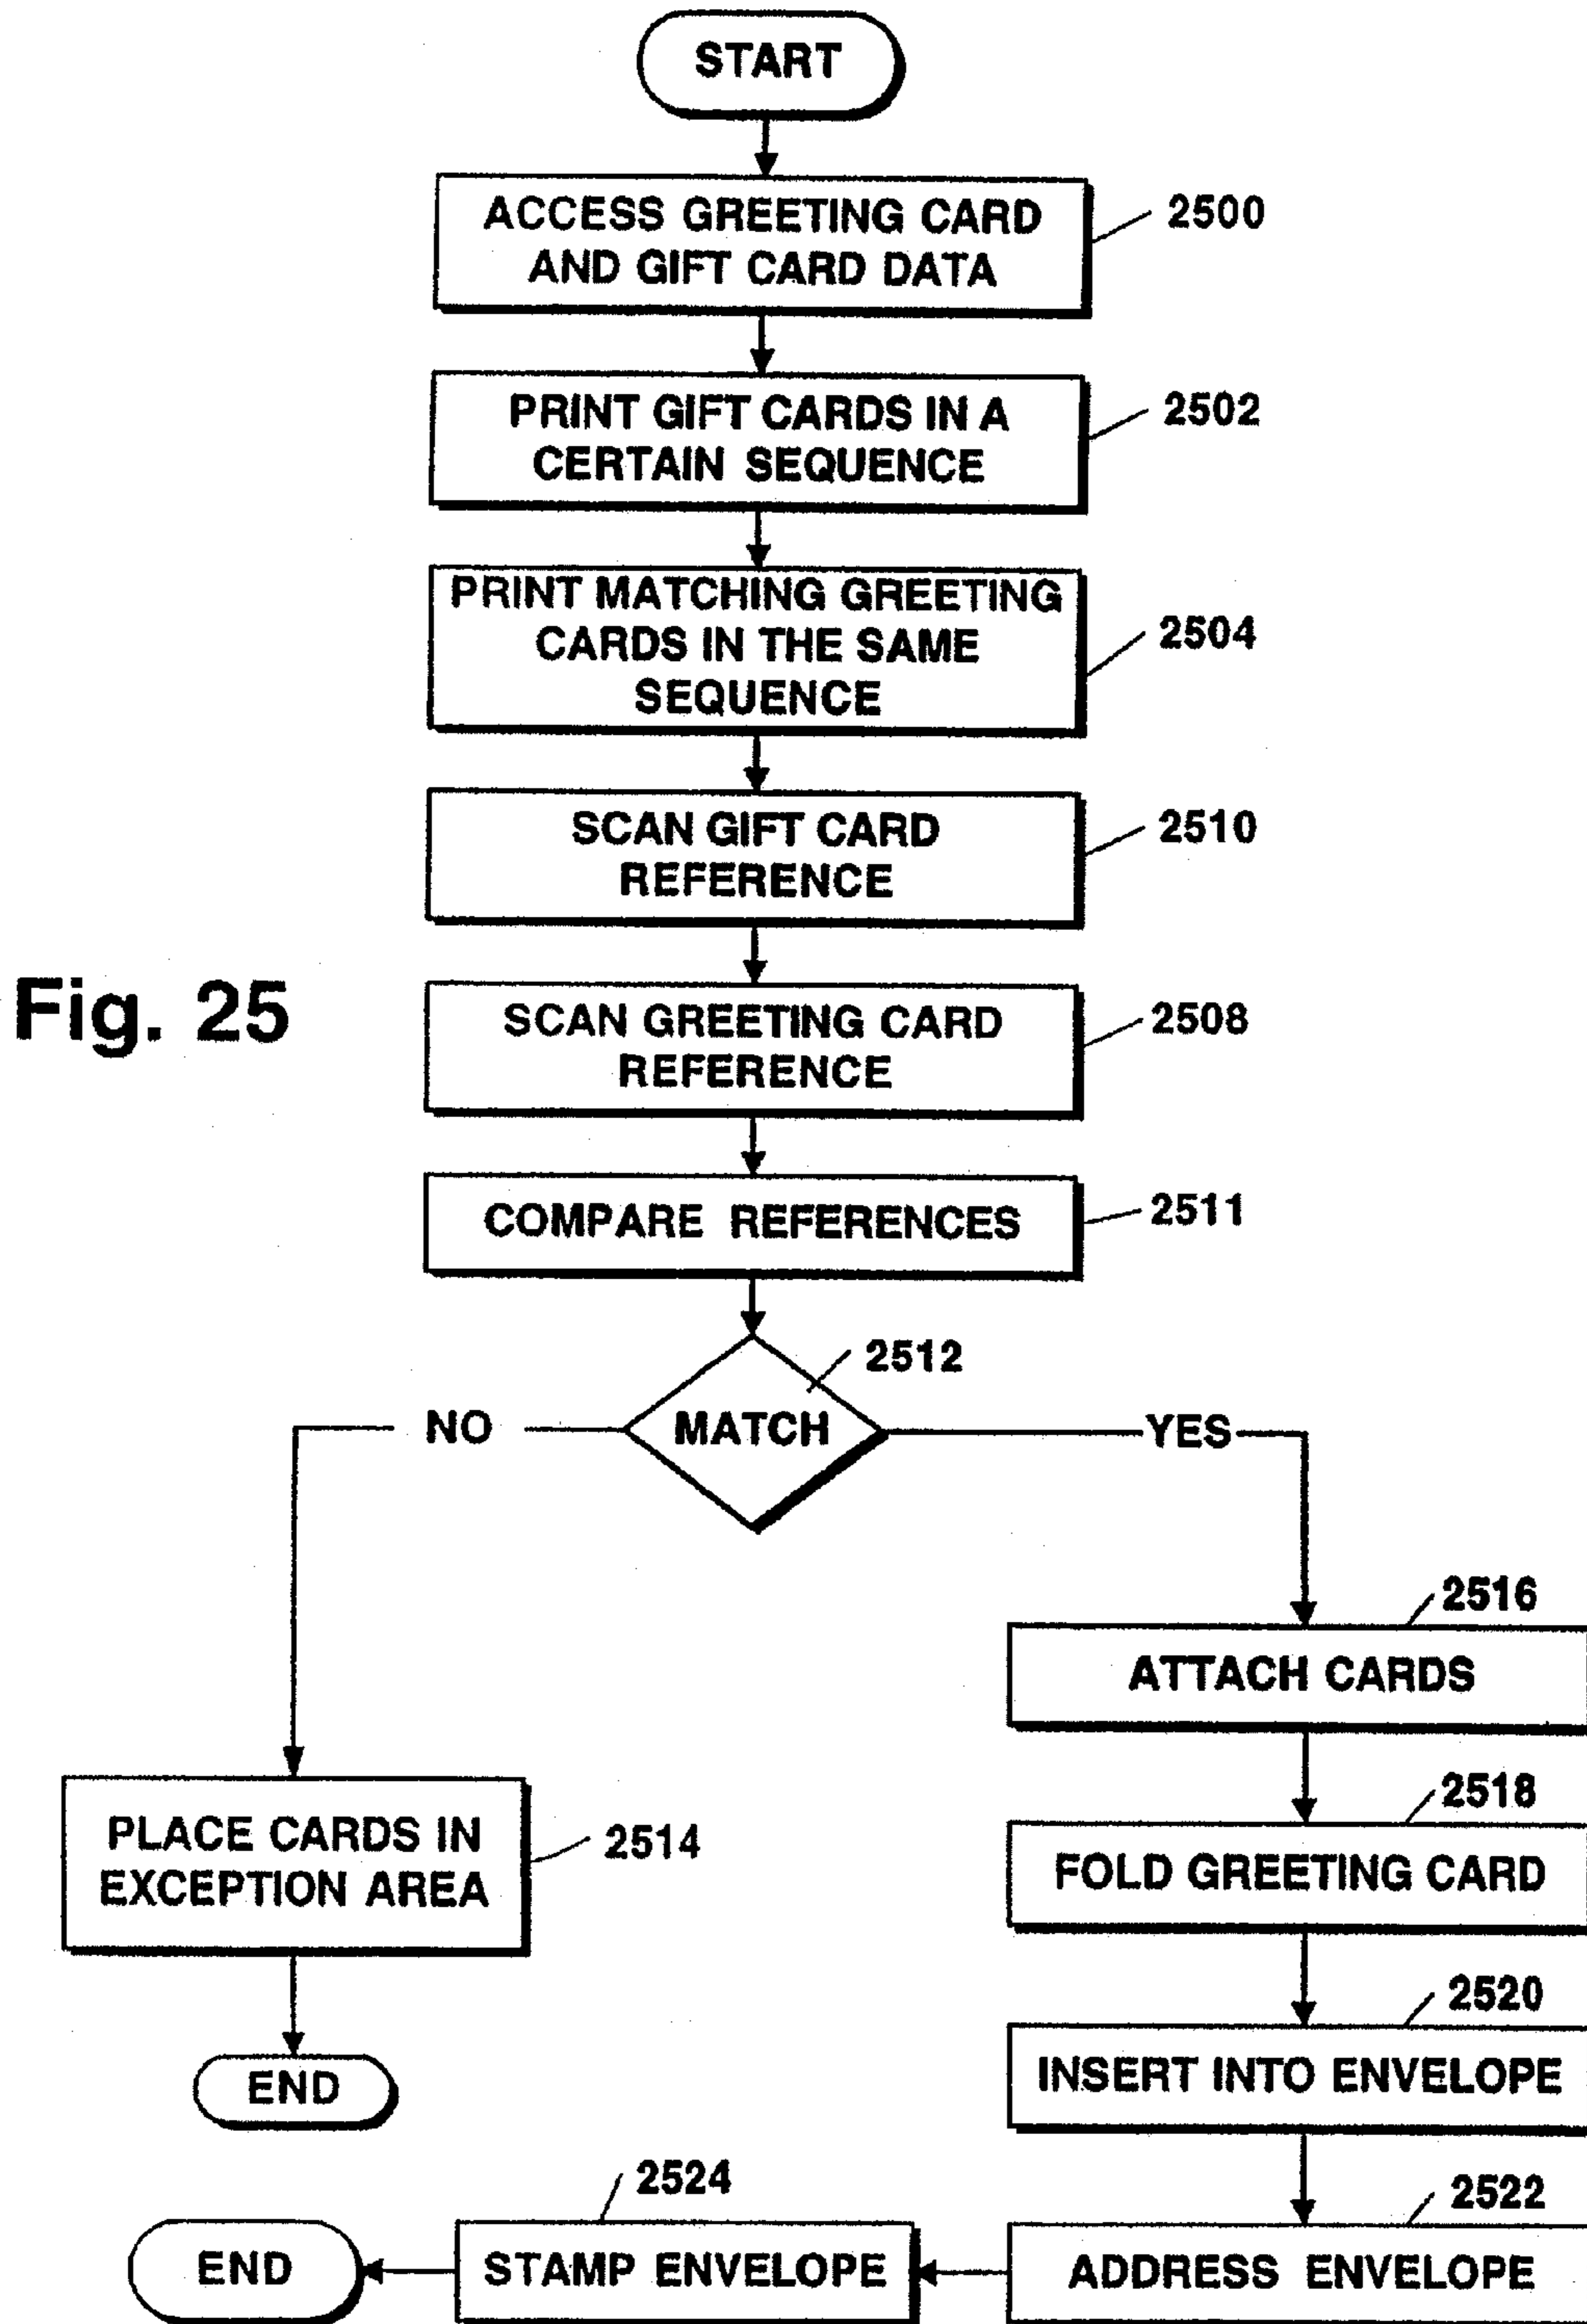 START
ACCESS GREETING CARD
AND GIFT CARD DATA
2500
PRINT GIFT CARDS IN A
CERTAIN SEQUENCE
2502
PRINT MATCHING GREETING
CARDS IN THE SAME
SEQUENCE
2504
SCAN GIFT CARD
REFERENCE
2510
Fig. 25
SCAN GREETING CARD
REFERENCE
2508
COMPARE REFERENCES
2511
2512
NO
MATCH
YES
2516
ATTACH CARDS
PLACE CARDS IN
EXCEPTION AREA
2514
2518
FOLD GREETING CARD
2520
INSERT INTO ENVELOPE
END
2522
ADDRESS ENVELOPE
2524
STAMP ENVELOPE
END